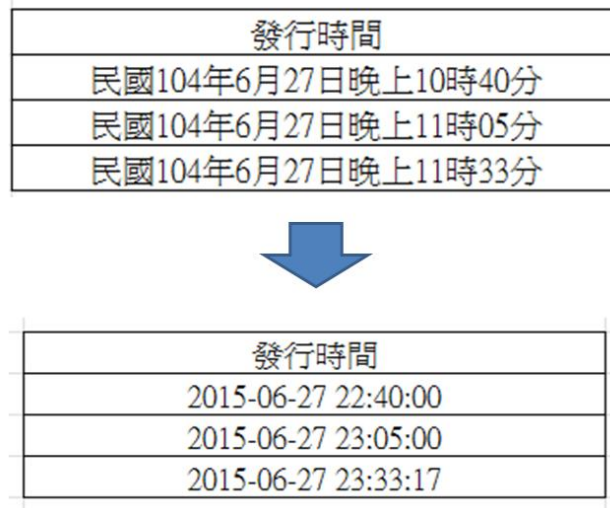 發行時間
民國104年6月27日晚上10時40分
民國104年6月27日晚上11時05分
民國104年6月27日晚上11時33分
發行時間
2015-06-27 22:40:00
2015-06-27 23:05:00
2015-06-27 23:33:17